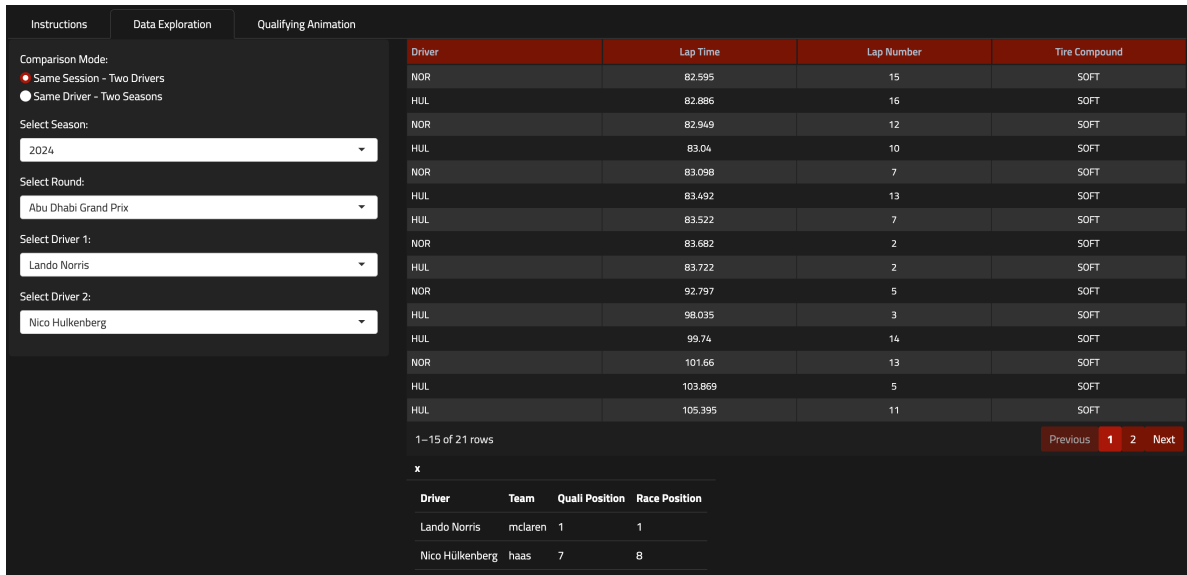 Instructions Data Exploration Qualifying Animation
Comparison Mode:
Same Session - Two Drivers
Same Driver - Two Seasons
Select Season:
2024
Select Round:
Abu Dhabi Grand Prix
Select Driver 1:
Lando Norris
Select Driver 2:
Nico Hulkenberg
Driver Lap Time Lap Number Tire Compound
NOR 82.595 15 SOFT
HUL 82.886 16 SOFT
NOR 82.949 12 SOFT
HUL 83.04 10 SOFT
NOR 83.098 7 SOFT
HUL 83.492 13 SOFT
HUL 83.522 7 SOFT
NOR 83.682 2 SOFT
HUL 83.722 2 SOFT
NOR 92.797 5 SOFT
HUL 98.035 3 SOFT
HUL 99.74 14 SOFT
NOR 101.66 13 SOFT
HUL 103.869 5 SOFT
HUL 105.395 11 SOFT
1–15 of 21 rows Previous 1 2 Next
x
Driver Team Quali Position Race Position
Lando Norris mclaren 1 1
Nico Hülkenberg haas 7 8